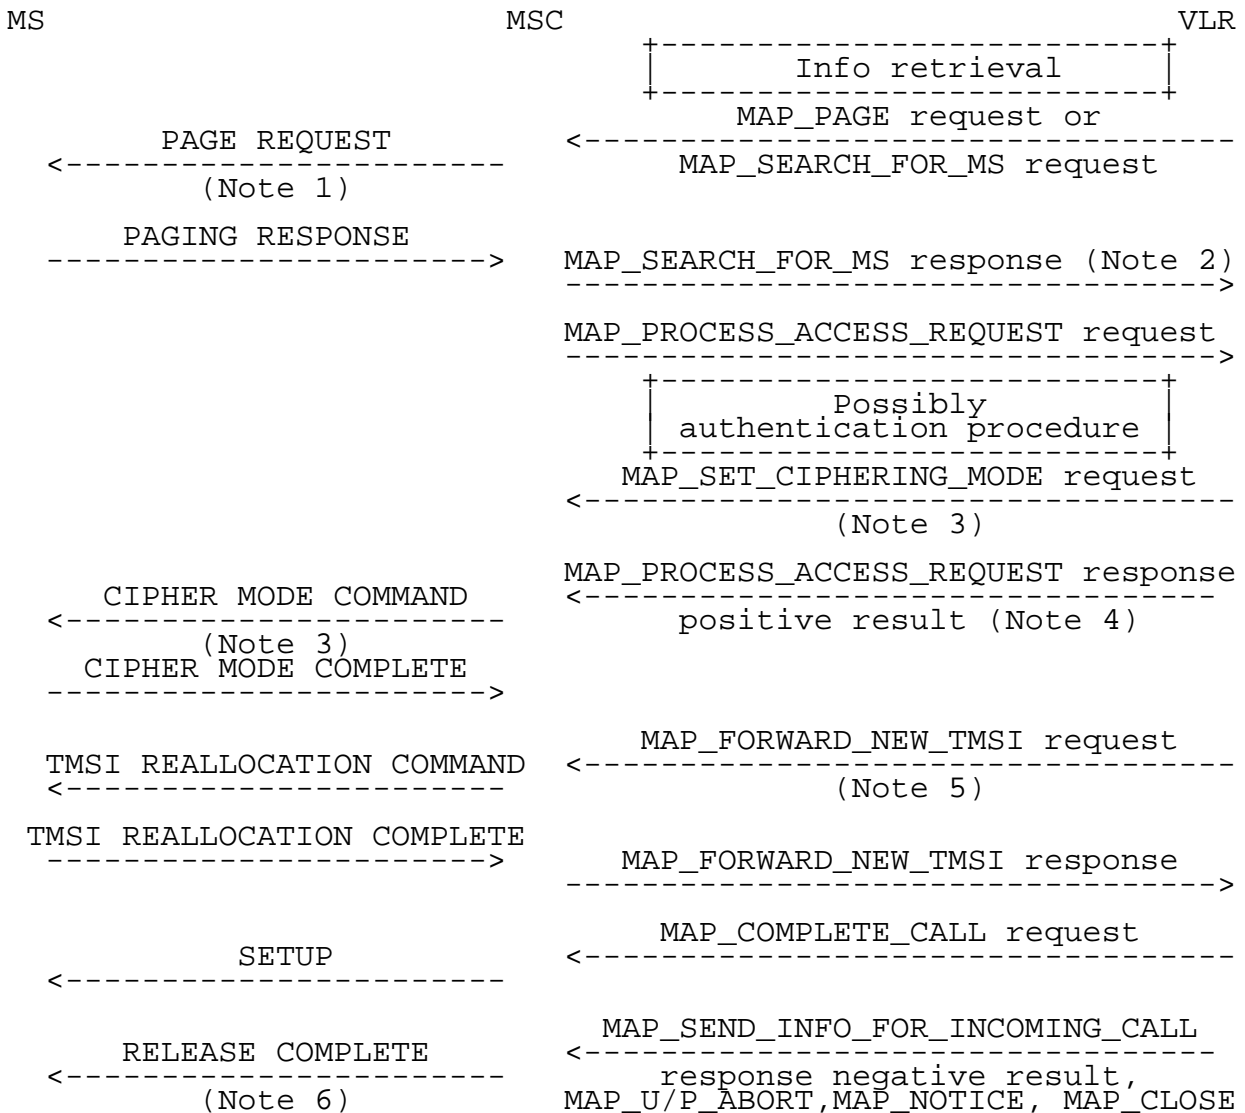 MS MSC VLR
Info retrieval
MAP_PAGE request or
PAGE REQUEST
MAP_SEARCH_FOR_MS request
(Note 1)
PAGING RESPONSE
MAP_SEARCH_FOR_MS response (Note 2)
MAP_PROCESS_ACCESS_REQUEST request
Possibly
authentication procedure
MAP_SET_CIPHERING_MODE request
(Note 3)
MAP_PROCESS_ACCESS_REQUEST response
CIPHER MODE COMMAND
positive result (Note 4)
(Note 3)
CIPHER MODE COMPLETE
MAP_FORWARD_NEW_TMSI request
TMSI REALLOCATION COMMAND
(Note 5)
TMSI REALLOCATION COMPLETE
MAP_FORWARD_NEW_TMSI response
MAP_COMPLETE_CALL request
SETUP
MAP_SEND_INFO_FOR_INCOMING_CALL
RELEASE COMPLETE
response negative result,
(Note 6) MAP_U/P_ABORT,MAP_NOTICE, MAP_CLOSE